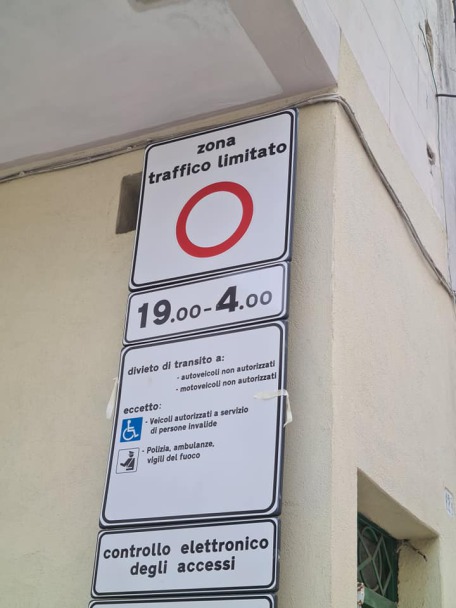 zona
traffico limitato
19.00-4.00
divieto di transito a:
- autoveicoli non autorizzati
- motoveicoli non autorizzati
eccetto:
- Veicoli autorizzati a servizio
di persone invalide
- Polizia, ambulanze,
vigili del fuoco
controllo elettronico
degli accessi